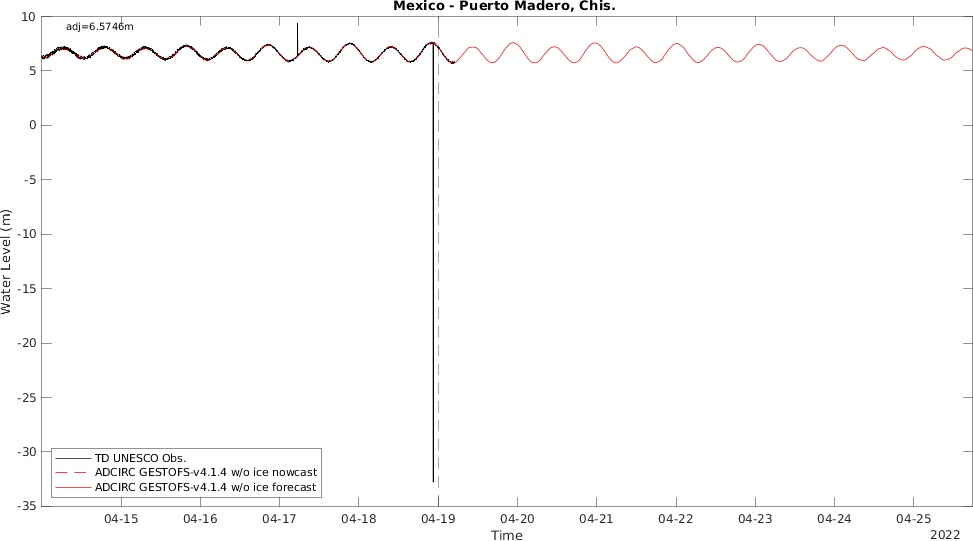 Mexico - Puerto Madero, Chis.
adj=6.5746m
10
5
0
-5
-10
-15
-20
-25
-30
-35
Water Level (m)
TD UNESCO Obs.
ADCIRC GESTOFS-v4.1.4 w/o ice nowcast
ADCIRC GESTOFS-v4.1.4 w/o ice forecast
04-15 04-16 04-17 04-18 04-19 04-20 04-21 04-22 04-23 04-24 04-25
Time
2022